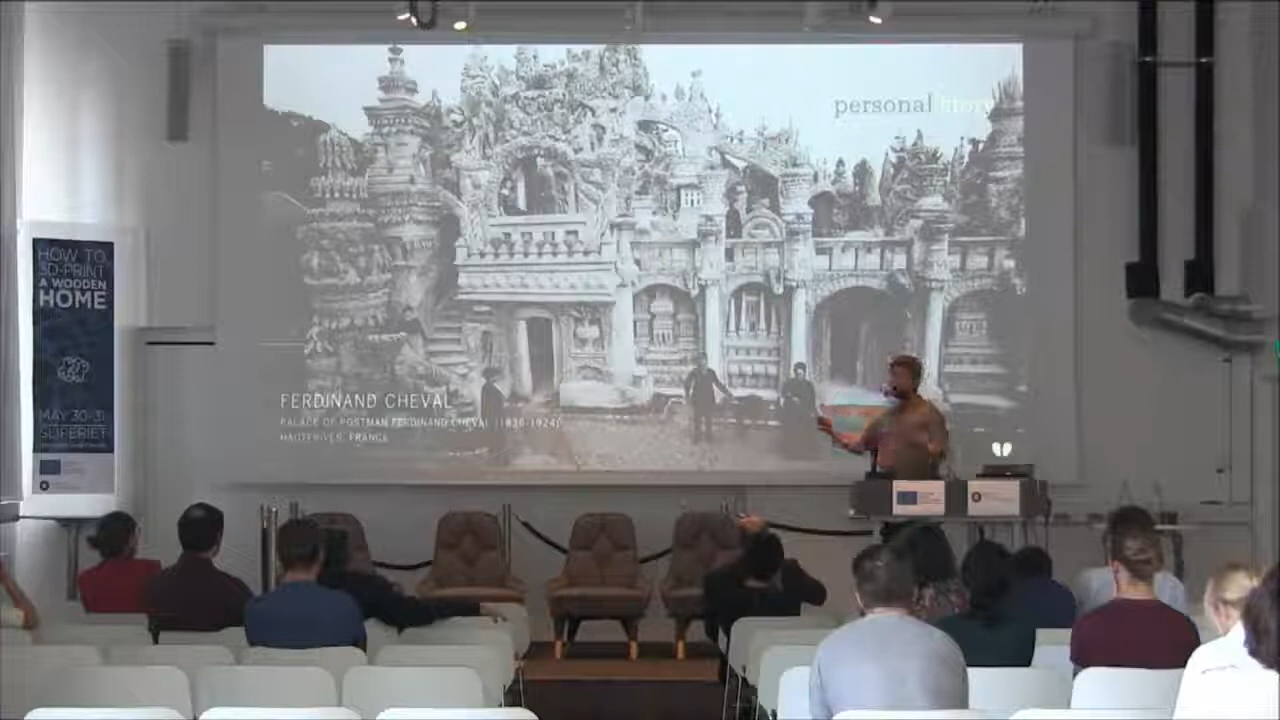 personal story
HOW TO
3D-PRINT
A WOODEN
HOME
MAY 30-31
SLIPERIET
FERDINAND CHEVAL
PALACE OF POSTMAN FERDINAND CHEVAL (1836-1924)
HAUTERIVES, FRANCE